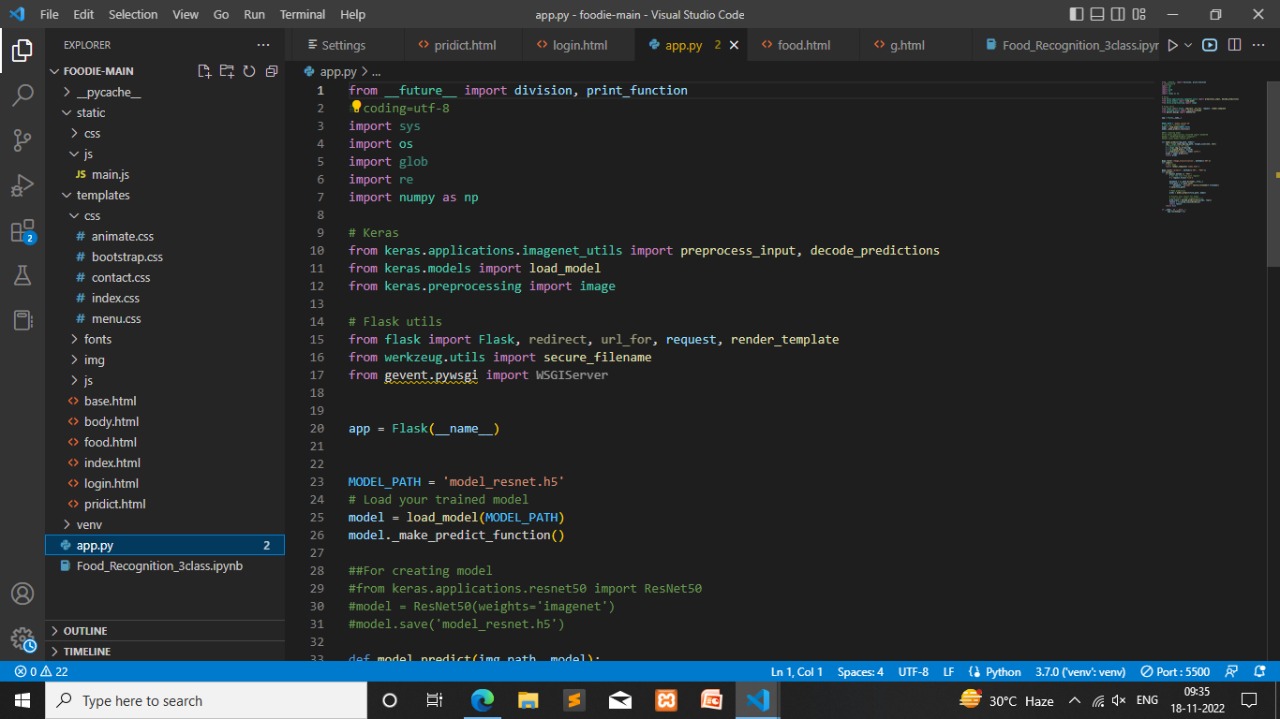 File Edit Selection View Go Run Terminal Help
app.py - foodie-main - Visual Studio Code
EXPLORER
FOODIE-MAIN
__pycache__
static
css
js
JS main.js
templates
css
# animate.css
# bootstrap.css
# contact.css
# index.css
# menu.css
fonts
img
js
<> base.html
<> body.html
<> food.html
<> index.html
<> login.html
<> pridict.html
venv
app.py 2
Food_Recognition_3class.ipynb
OUTLINE
TIMELINE
2
Settings <> pridict.html <> login.html app.py 2 <> food.html <> g.html Food_Recognition_3class.ipyr
app.py > ...
1 from __future__ import division, print_function
2 coding=utf-8
3 import sys
4 import os
5 import glob
6 import re
7 import numpy as np
8
9 # Keras
10 from keras.applications.imagenet_utils import preprocess_input, decode_predictions
11 from keras.models import load_model
12 from keras.preprocessing import image
13
14 # Flask utils
15 from flask import Flask, redirect, url_for, request, render_template
16 from werkzeug.utils import secure_filename
17 from gevent.pywsgi import WSGIServer
18
19
20 app = Flask(__name__)
21
22
23 MODEL_PATH = 'model_resnet.h5'
24 # Load your trained model
25 model = load_model(MODEL_PATH)
26 model._make_predict_function()
27
28 ##For creating model
29 #from keras.applications.resnet50 import ResNet50
30 #model = ResNet50(weights='imagenet')
31 #model.save('model_resnet.h5')
32
33 def model_predict(img_path, model):
0 22 Ln 1, Col 1 Spaces: 4 UTF-8 LF Python 3.7.0 ('venv': venv) Port : 5500
Type here to search
30°C Haze ENG 09:35
18-11-2022